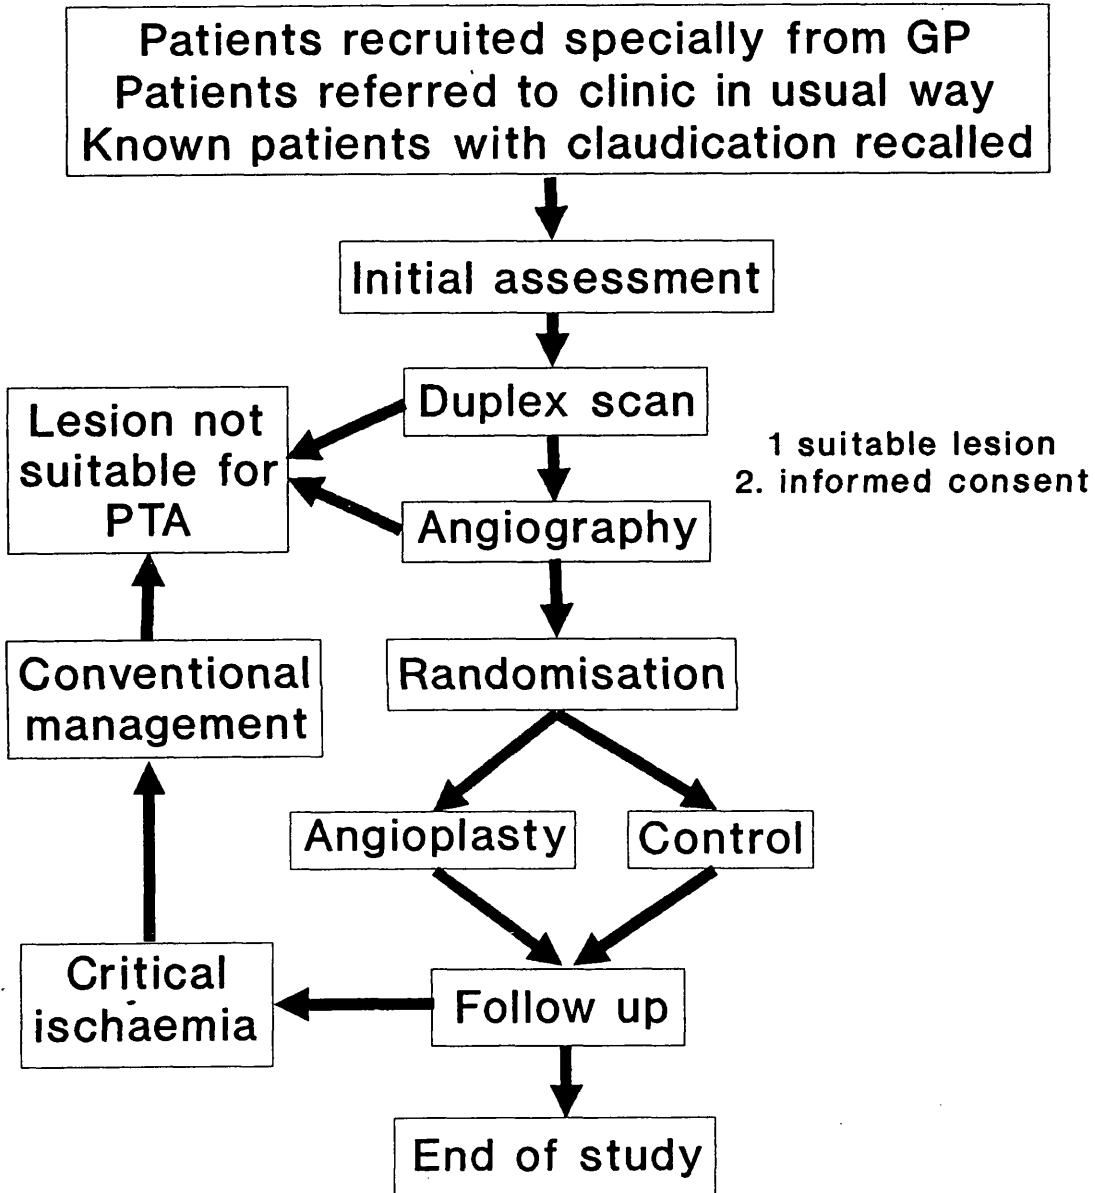 Patients recruited specially from GP
Patients referred to clinic in usual way
Known patients with claudication recalled
Initial assessment
Duplex scan
Lesion not
suitable for
PTA
1 suitable lesion
2. informed consent
Angiography
Conventional
management
Randomisation
Angioplasty
Control
Critical
ischaemia
Follow up
End of study